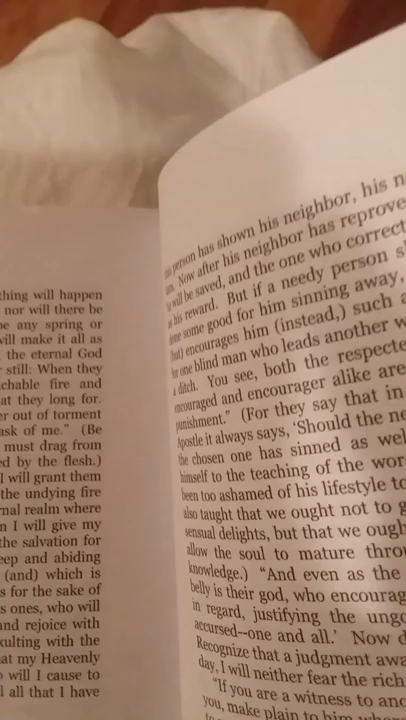 thing will happen
nor will there be
any spring or
will make it all as
the eternal God
still: When they
chable fire and
at they long for.
er out of torment
ask of me." (Be
must drag from
ed by the flesh.)
I will grant them
the undying fire
rnal realm where
n I will give my
the salvation for
eep and abiding
(and) which is
s for the sake of
s ones, who will
and rejoice with
xulting with the
at my Heavenly
will I cause to
l all that I have
person has shown his neighbor, his n
Now after his neighbor has reprove
will be saved, and the one who correct
his reward. But if a needy person s
some good for him sinning away,
but) encourages him (instead,) such a
for one blind man who leads another w
a ditch. You see, both the respecte
encouraged and encourager alike are
punishment." (For they say that in
Apostle it always says, 'Should the ne
the chosen one has sinned as wel
himself to the teaching of the wor
been too ashamed of his lifestyle to
also taught that we ought not to g
sensual delights, but that we ough
allow the soul to mature throu
knowledge.) "And even as the
belly is their god, who encourag
in regard, justifying the ungo
accursed--one and all.' Now d
Recognize that a judgment awa
day, I will neither fear the rich
"If you are a witness to ano
you, make plain to him